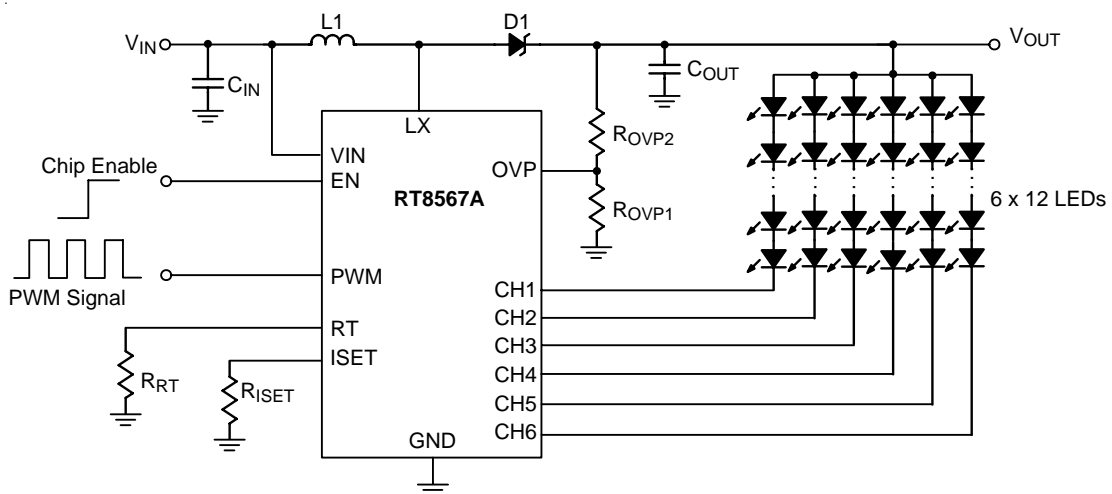 L1
D1
VIN
VOUT
CIN
COUT
LX
ROVP2
VIN
Chip Enable
EN
OVP
RT8567A
ROVP1
6 x 12 LEDs
PWM
PWM Signal
CH1
CH2
RT
CH3
ISET
CH4
RRT
RISET
CH5
CH6
GND